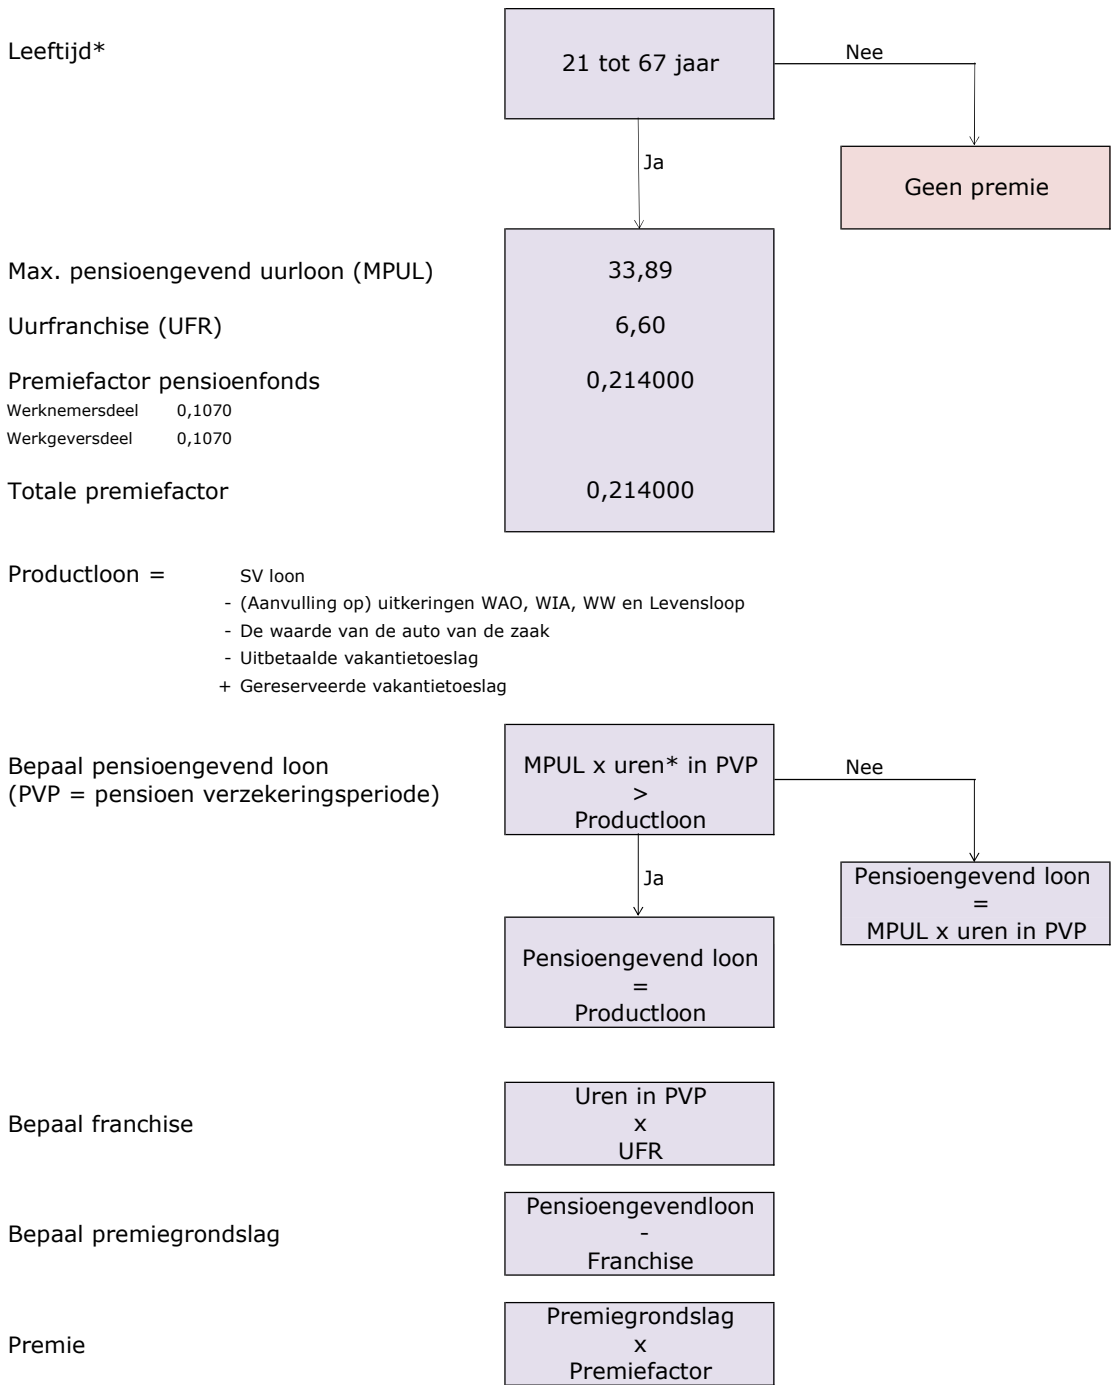 Leeftijd*
21 tot 67 jaar
Nee
Ja
Geen premie
Max. pensioengevend uurloon (MPUL) 33,89
Uurfranchise (UFR) 6,60
Premiefactor pensioenfonds 0,214000
Werknemersdeel 0,1070
Werkgeversdeel 0,1070
Totale premiefactor 0,214000
Productloon = SV loon
- (Aanvulling op) uitkeringen WAO, WIA, WW en Levensloop
- De waarde van de auto van de zaak
- Uitbetaalde vakantietoeslag
+ Gereserveerde vakantietoeslag
Bepaal pensioengevend loon
(PVP = pensioen verzekeringsperiode)
MPUL x uren* in PVP
>
Productloon
Nee
Ja
Pensioengevend loon
=
MPUL x uren in PVP
Pensioengevend loon
=
Productloon
Bepaal franchise
Uren in PVP
x
UFR
Bepaal premiegrondslag
Pensioengevendloon
-
Franchise
Premie
Premiegrondslag
x
Premiefactor